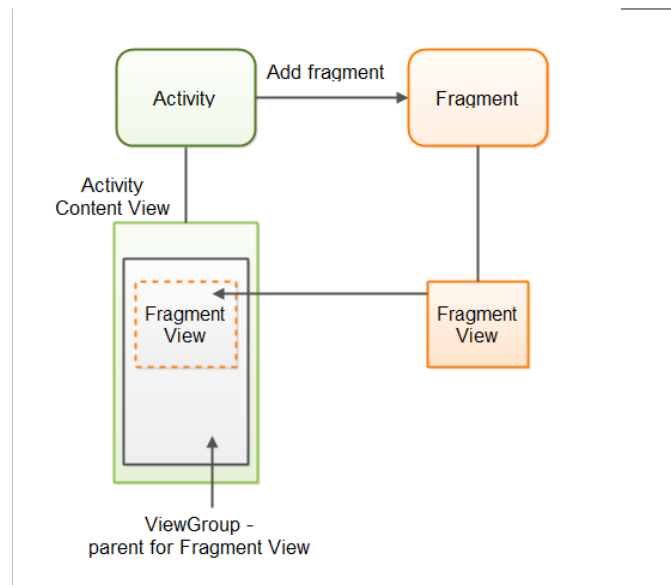 Add fragment
Activity
Fragment
Activity
Content View
Fragment
View
Fragment
View
ViewGroup -
parent for Fragment View